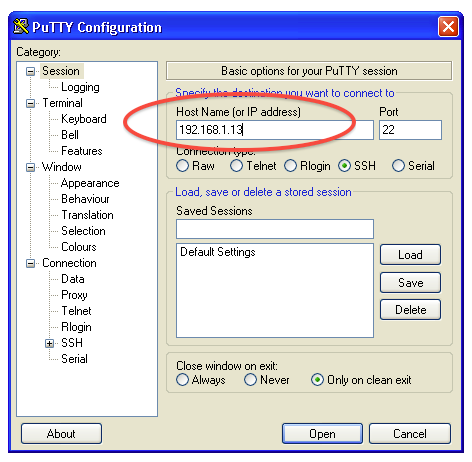 PuTTY Configuration
Category:
Session
Logging
Terminal
Keyboard
Bell
Features
Window
Appearance
Behaviour
Translation
Selection
Colours
Connection
Data
Proxy
Telnet
Rlogin
SSH
Serial
Basic options for your PuTTY session
Specify the destination you want to connect to
Host Name (or IP address) Port
192.168.1.13 22
Connection type:
Raw Telnet Rlogin SSH Serial
Load, save or delete a stored session
Saved Sessions
Default Settings
Load
Save
Delete
Close window on exit:
Always Never Only on clean exit
About Open Cancel